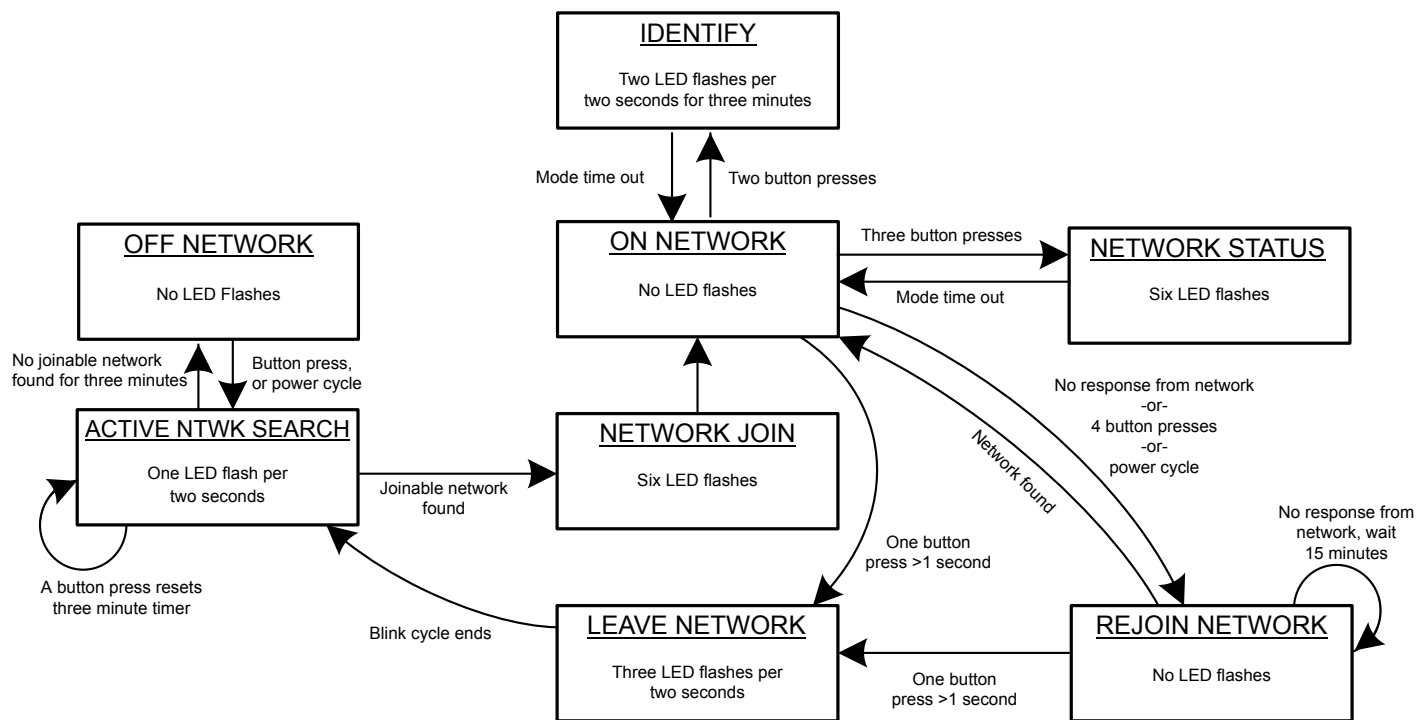 IDENTIFY
Two LED flashes per
two seconds for three minutes
Mode time out
Two button presses
OFF NETWORK
No LED Flashes
ON NETWORK
No LED flashes
Three button presses
Mode time out
NETWORK STATUS
Six LED flashes
No joinable network
found for three minutes
Button press,
or power cycle
ACTIVE NTWK SEARCH
One LED flash per
two seconds
Joinable network
found
NETWORK JOIN
Six LED flashes
No response from network
-or-
4 button presses
-or-
power cycle
Network found
A button press resets
three minute timer
One button
press >1 second
No response from
network, wait
15 minutes
Blink cycle ends
LEAVE NETWORK
Three LED flashes per
two seconds
One button
press >1 second
REJOIN NETWORK
No LED flashes